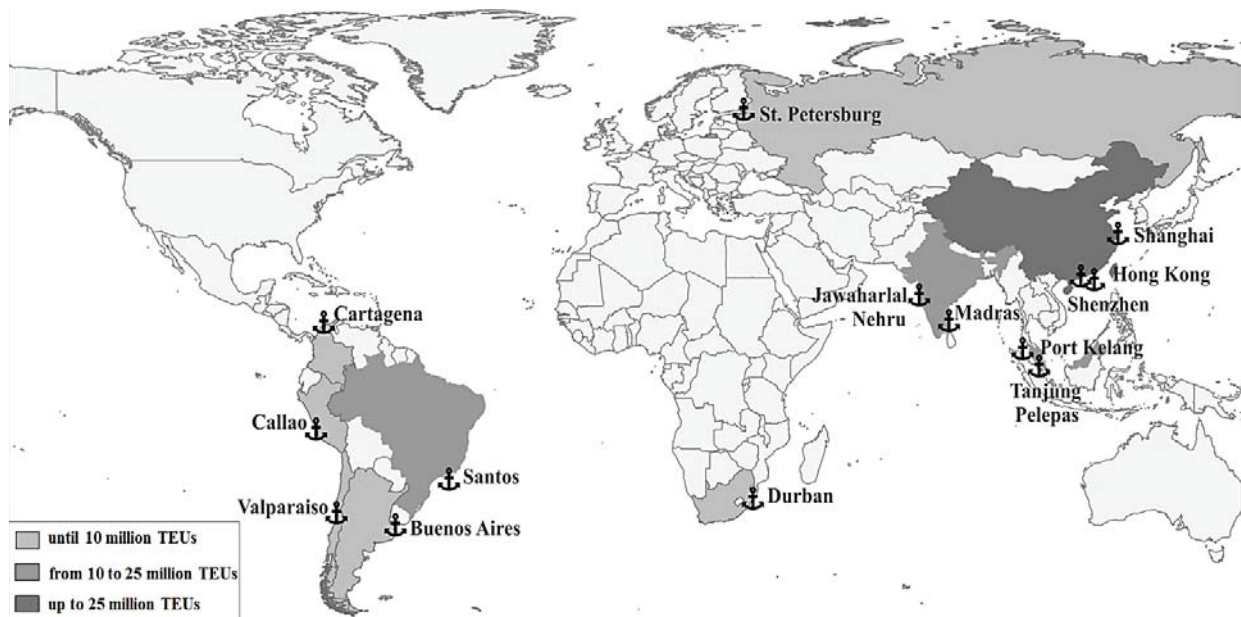 St. Petersburg
Shanghai
Hong Kong
Shenzhen
Jawaharlal
Nehru
Madras
Port Kelang
Tanjung
Pelepas
Cartagena
Callao
Santos
Valparaiso
Buenos Aires
Durban
until 10 million TEUs
from 10 to 25 million TEUs
up to 25 million TEUs